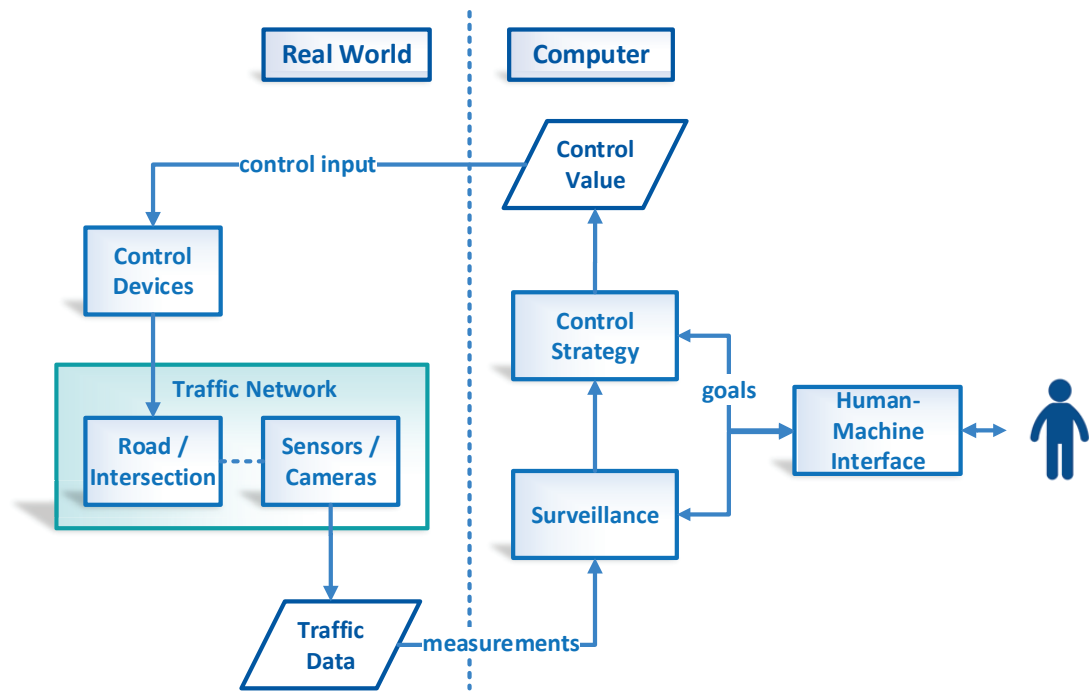 Real World
Computer
Control
Value
control input
Control
Devices
Control
Strategy
Traffic Network
goals
Human-
Machine
Interface
Road /
Intersection
Sensors /
Cameras
Surveillance
Traffic
Data
measurements